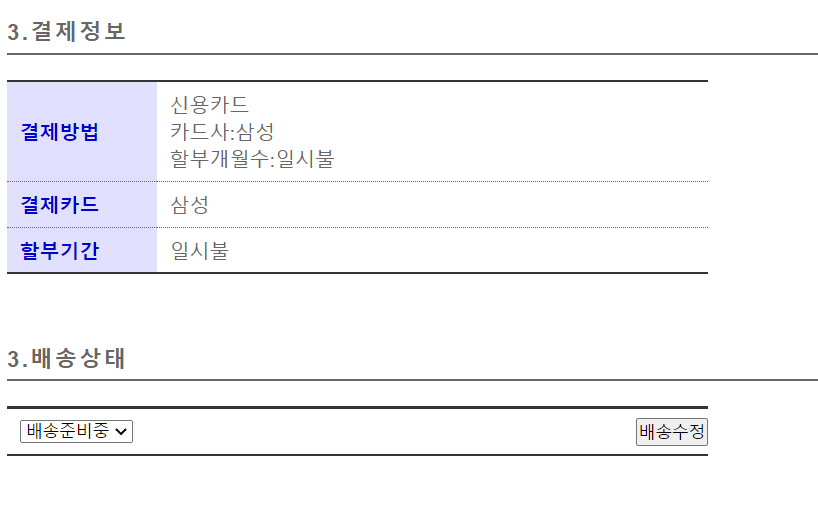 3.결제정보
결제방법
신용카드
카드사:삼성
할부개월수:일시불
결제카드 삼성
할부기간 일시불
3.배송상태
배송준비중 배송수정